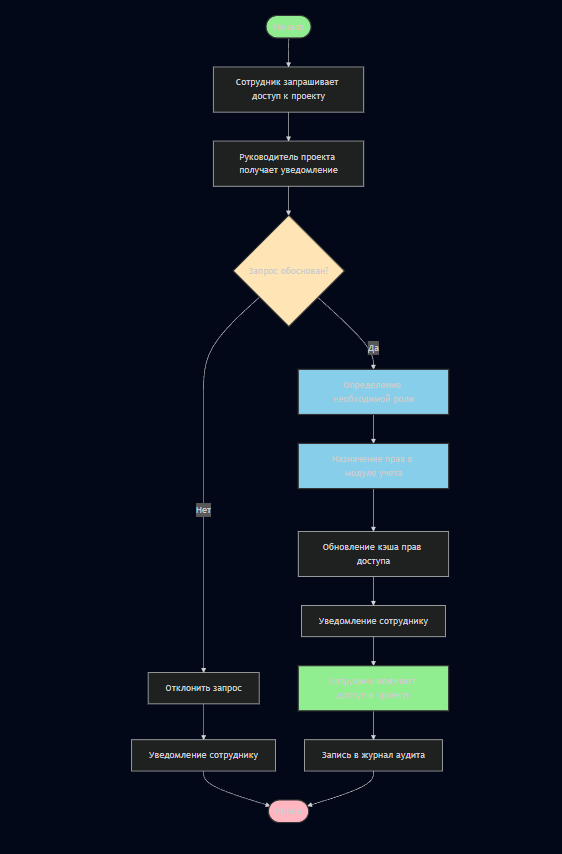 Сотрудник запрашивает
доступ к проекту
Руководитель проекта
получает уведомление
Запрос обоснован?
Да
Определение
необходимой роли
Назначение прав в
модуле учета
Нет
Обновление кэша прав
доступа
Уведомление сотруднику
Отклонить запрос
Уведомление сотруднику
Запись в журнал аудита